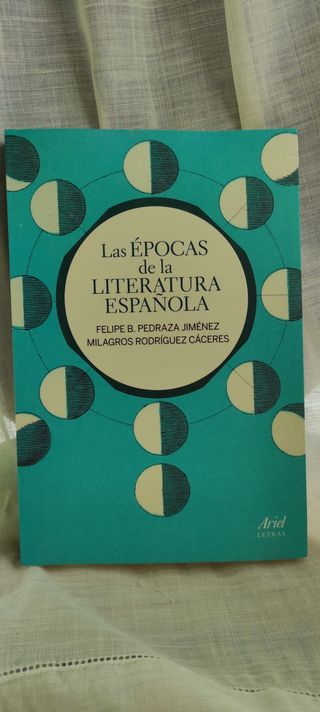 Las ÉPOCAS
de la
LITERATURA
ESPAÑOLA
FELIPE B. PEDRAZA JIMÉNEZ
MILAGROS RODRÍGUEZ CÁCERES
Ariel
LETRAS